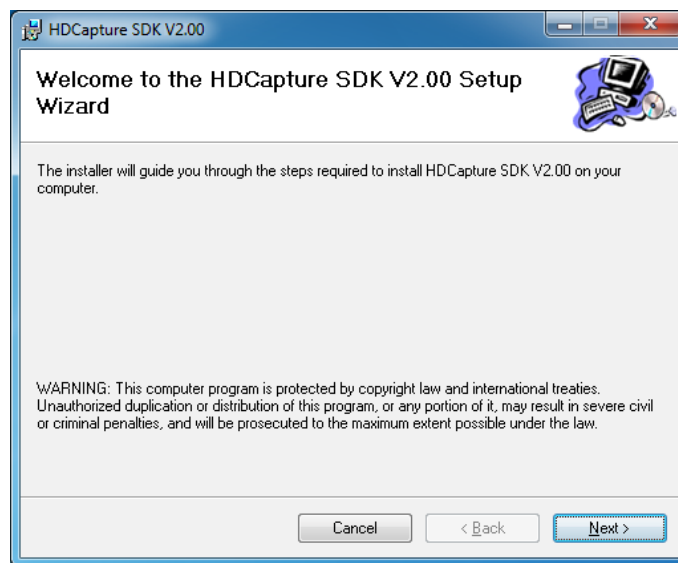 HDCapture SDK V2.00
Welcome to the HDCapture SDK V2.00 Setup
Wizard
The installer will guide you through the steps required to install HDCapture SDK V2.00 on your
computer.
WARNING: This computer program is protected by copyright law and international treaties.
Unauthorized duplication or distribution of this program, or any portion of it, may result in severe civil
or criminal penalties, and will be prosecuted to the maximum extent possible under the law.
Cancel
< Back
Next >